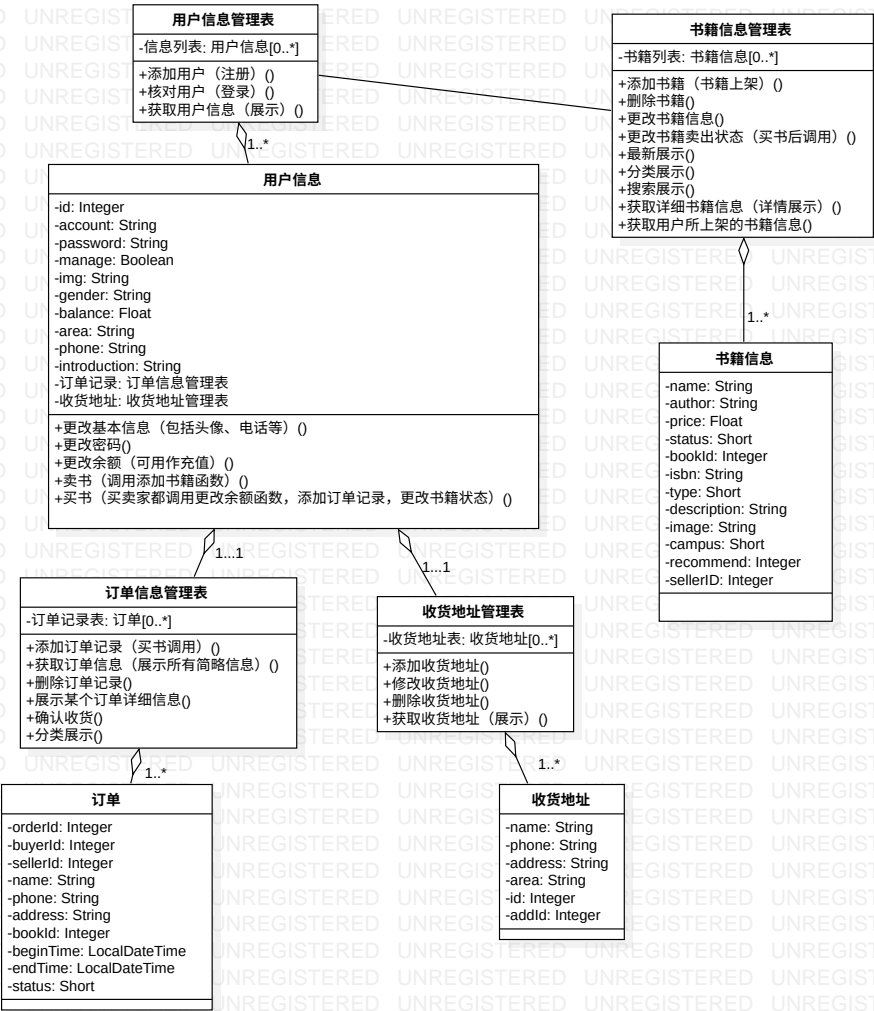 用户信息管理表
-信息列表: 用户信息[0..*]
+添加用户（注册）()
+核对用户（登录）()
+获取用户信息（展示）()
1..*
书籍信息管理表
-书籍列表: 书籍信息[0..*]
+添加书籍（书籍上架）()
+删除书籍()
+更改书籍信息()
+更改书籍卖出状态（买书后调用）()
+最新展示()
+分类展示()
+搜索展示()
+获取详细书籍信息（详情展示）()
+获取用户所上架的书籍信息()
1..*
用户信息
-id: Integer
-account: String
-password: String
-manage: Boolean
-img: String
-gender: String
-balance: Float
-area: String
-phone: String
-introduction: String
-订单记录: 订单信息管理表
-收货地址: 收货地址管理表
+更改基本信息（包括头像、电话等）()
+更改密码()
+更改余额（可用作充值）()
+卖书（调用添加书籍函数）()
+买书（买卖家都调用更改余额函数，添加订单记录，更改书籍状态）()
1...1
1...1
书籍信息
-name: String
-author: String
-price: Float
-status: Short
-bookId: Integer
-isbn: String
-type: Short
-description: String
-image: String
-campus: Short
-recommend: Integer
-sellerID: Integer
订单信息管理表
-订单记录表: 订单[0..*]
+添加订单记录（买书调用）()
+获取订单信息（展示所有简略信息）()
+删除订单记录()
+展示某个订单详细信息()
+确认收货()
+分类展示()
1..*
收货地址管理表
-收货地址表: 收货地址[0..*]
+添加收货地址()
+修改收货地址()
+删除收货地址()
+获取收货地址（展示）()
1..*
订单
-orderId: Integer
-buyerId: Integer
-sellerId: Integer
-name: String
-phone: String
-address: String
-bookId: Integer
-beginTime: LocalDateTime
-endTime: LocalDateTime
-status: Short
收货地址
-name: String
-phone: String
-address: String
-area: String
-id: Integer
-addId: Integer
UNREGISTERED